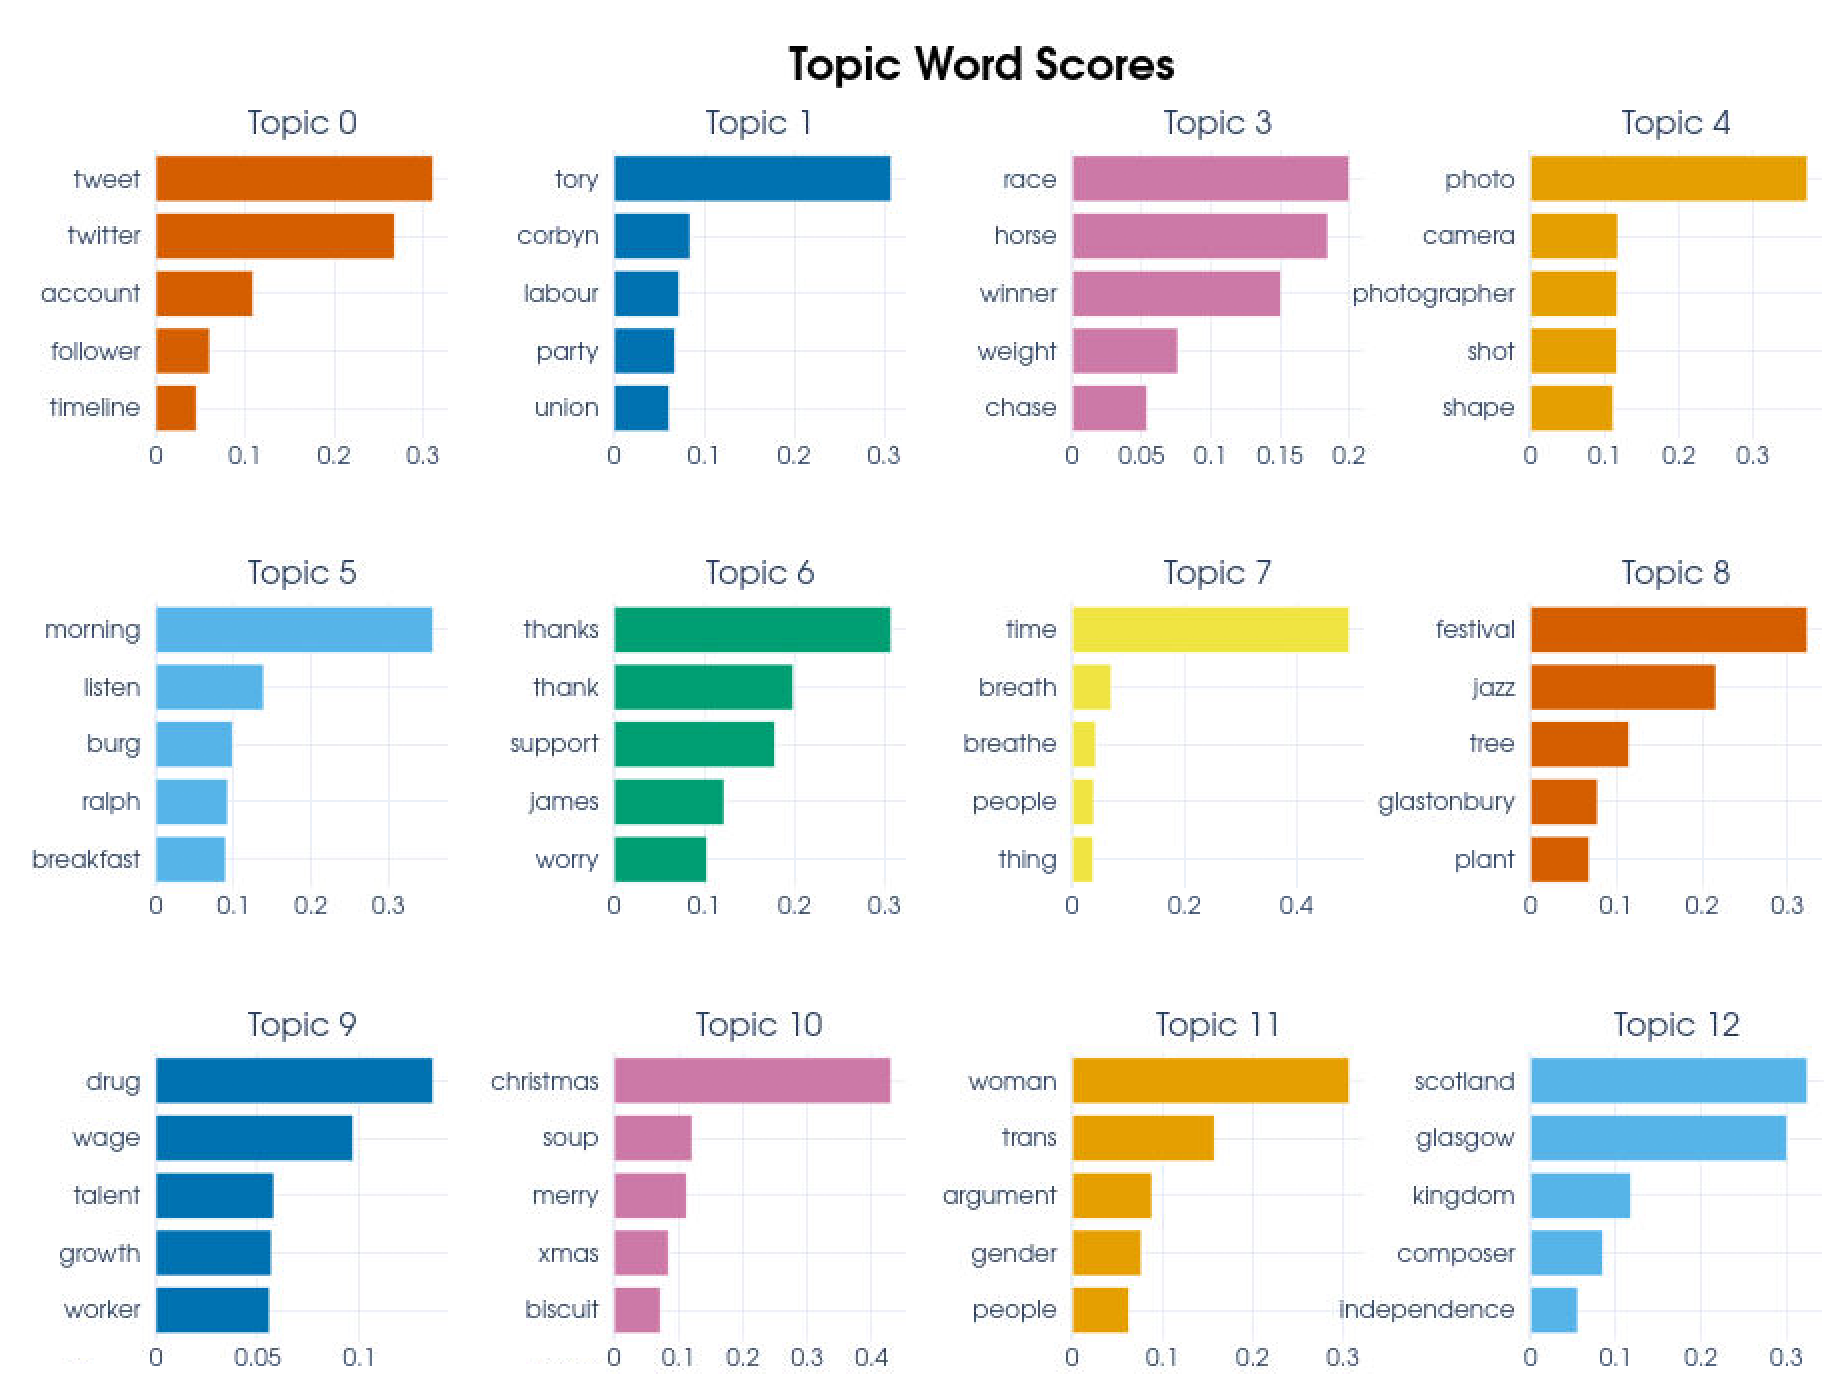 Topic Word Scores
Topic 0
tweet
twitter
account
follower
timeline
0 0.1 0.2 0.3
Topic 1
tory
corbyn
labour
party
union
0 0.1 0.2 0.3
Topic 3
race
horse
winner
weight
chase
0 0.05 0.1 0.15 0.2
Topic 4
photo
camera
photographer
shot
shape
0 0.1 0.2 0.3
Topic 5
morning
listen
burg
ralph
breakfast
0 0.1 0.2 0.3
Topic 6
thanks
thank
support
james
worry
0 0.1 0.2 0.3
Topic 7
time
breath
breathe
people
thing
0 0.2 0.4
Topic 8
festival
jazz
tree
glastonbury
plant
0 0.1 0.2 0.3
Topic 9
drug
wage
talent
growth
worker
0 0.05 0.1
Topic 10
christmas
soup
merry
xmas
biscuit
0 0.1 0.2 0.3 0.4
Topic 11
woman
trans
argument
gender
people
0 0.1 0.2 0.3
Topic 12
scotland
glasgow
kingdom
composer
independence
0 0.1 0.2 0.3